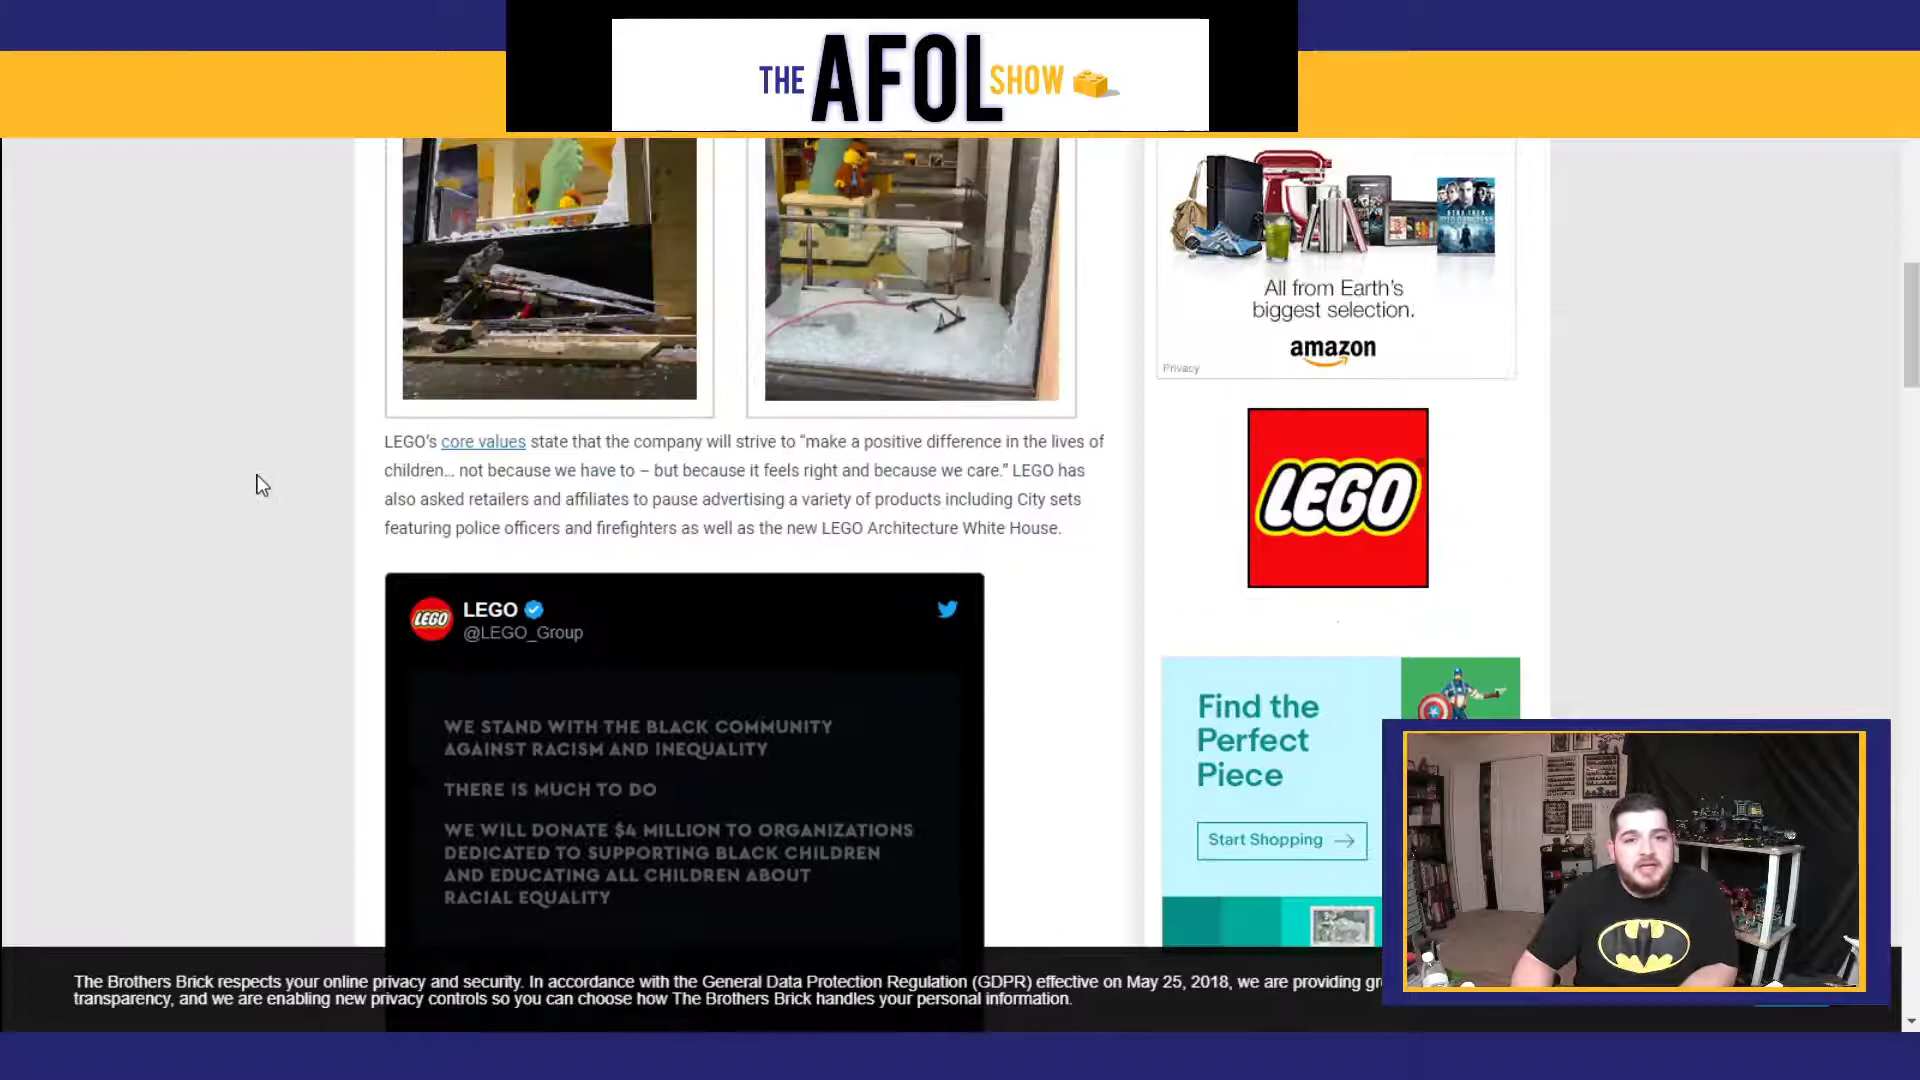 THE AFOL SHOW
All from Earth's
biggest selection.
amazon
Privacy
LEGO's core values state that the company will strive to “make a positive difference in the lives of
children... not because we have to – but because it feels right and because we care.” LEGO has
also asked retailers and affiliates to pause advertising a variety of products including City sets
featuring police officers and firefighters as well as the new LEGO Architecture White House.
LEGO
LEGO
LEGO
@LEGO_Group
WE STAND WITH THE BLACK COMMUNITY
AGAINST RACISM AND INEQUALITY
THERE IS MUCH TO DO
WE WILL DONATE $4 MILLION TO ORGANIZATIONS
DEDICATED TO SUPPORTING BLACK CHILDREN
AND EDUCATING ALL CHILDREN ABOUT
RACIAL EQUALITY
Find the
Perfect
Piece
Start Shopping →
The Brothers Brick respects your online privacy and security. In accordance with the General Data Protection Regulation (GDPR) effective on May 25, 2018, we are providing
transparency, and we are enabling new privacy controls so you can choose how The Brothers Brick handles your personal information.